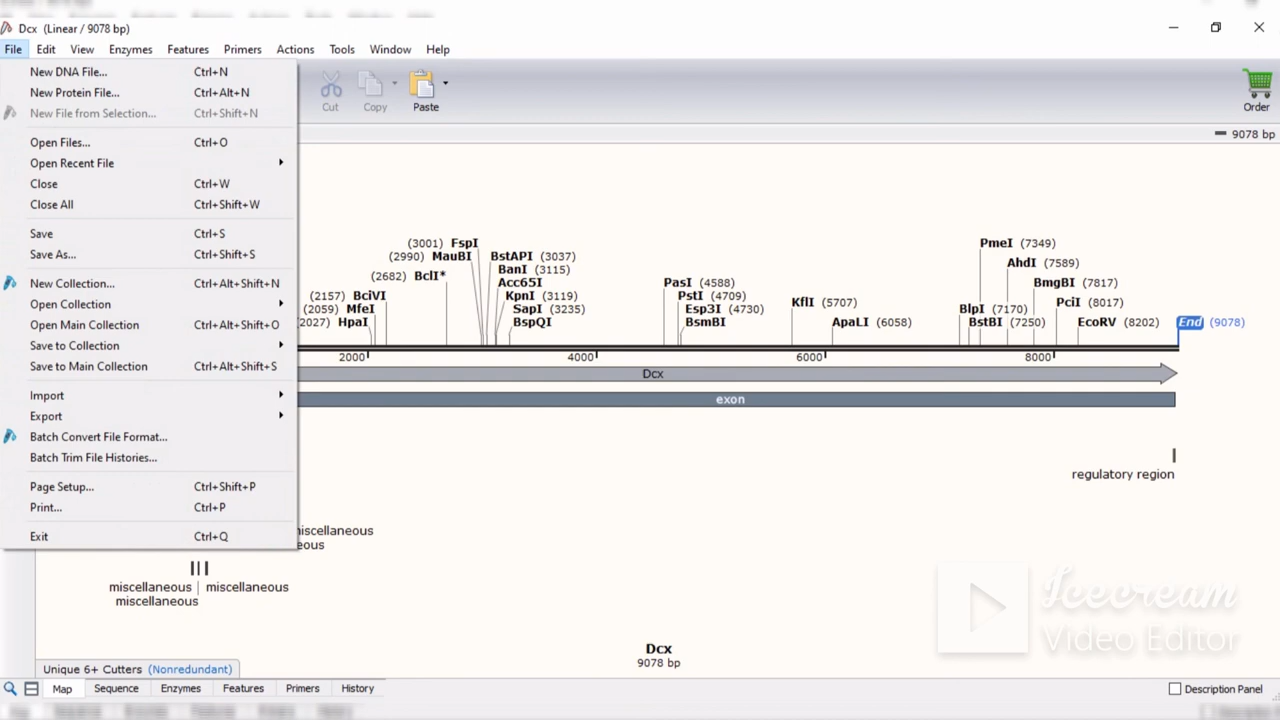 Dcx (Linear / 9078 bp)
File Edit View Enzymes Features Primers Actions Tools Window Help
New DNA File... Ctrl+N
New Protein File... Ctrl+Alt+N
New File from Selection... Ctrl+Shift+N
Open Files... Ctrl+O
Open Recent File
Close Ctrl+W
Close All Ctrl+Shift+W
Save Ctrl+S
Save As... Ctrl+Shift+S
New Collection... Ctrl+Alt+Shift+N
Open Collection
Open Main Collection Ctrl+Alt+Shift+O
Save to Collection
Save to Main Collection Ctrl+Alt+Shift+S
Import
Export
Batch Convert File Format...
Batch Trim File Histories...
Page Setup... Ctrl+Shift+P
Print... Ctrl+P
Exit Ctrl+Q
Cut Copy Paste Order
9078 bp
(3001) FspI PmeI (7349)
(2990) MauBI BstAPI (3037) AhdI (7589)
(2682) BclI* BanI (3115)
Acc65I PasI (4588) BmgBI (7817)
(2157) BciVI KpnI (3119) PstI (4709) KflI (5707) PciI (8017)
(2059) MfeI SapI (3235) Esp3I (4730) BlpI (7170)
(2027) HpaI BspQI BsmBI ApaLI (6058) BstBI (7250) EcoRV (8202) End (9078)
2000 4000 6000 8000
Dcx
exon
regulatory region
miscellaneous miscellaneous
miscellaneous
Dcx
9078 bp
Icecream
Video Editor
Unique 6+ Cutters (Nonredundant)
Map Sequence Enzymes Features Primers History Description Panel